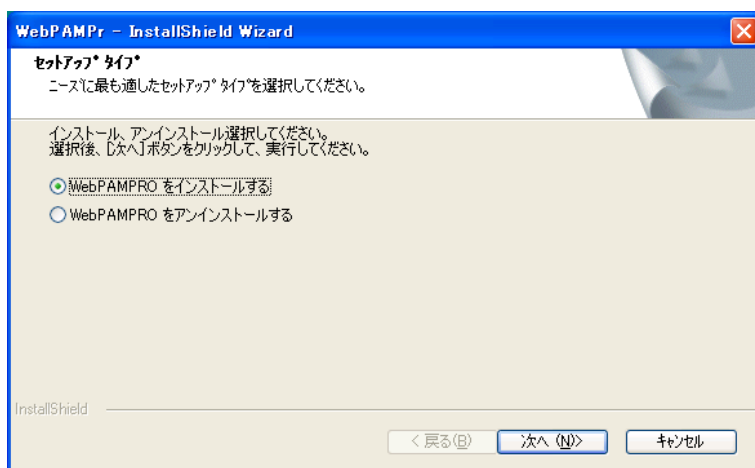 WebPAMPr - InstallShield Wizard
セットアップ タイプ
ニーズに最も適したセットアップ タイプを選択してください。
インストール、アンインストール選択してください。
選択後、[次へ]ボタンをクリックして、実行してください。
WebPAMPRO をインストールする
WebPAMPRO をアンインストールする
InstallShield
< 戻る(B)
次へ (N)>
キャンセル